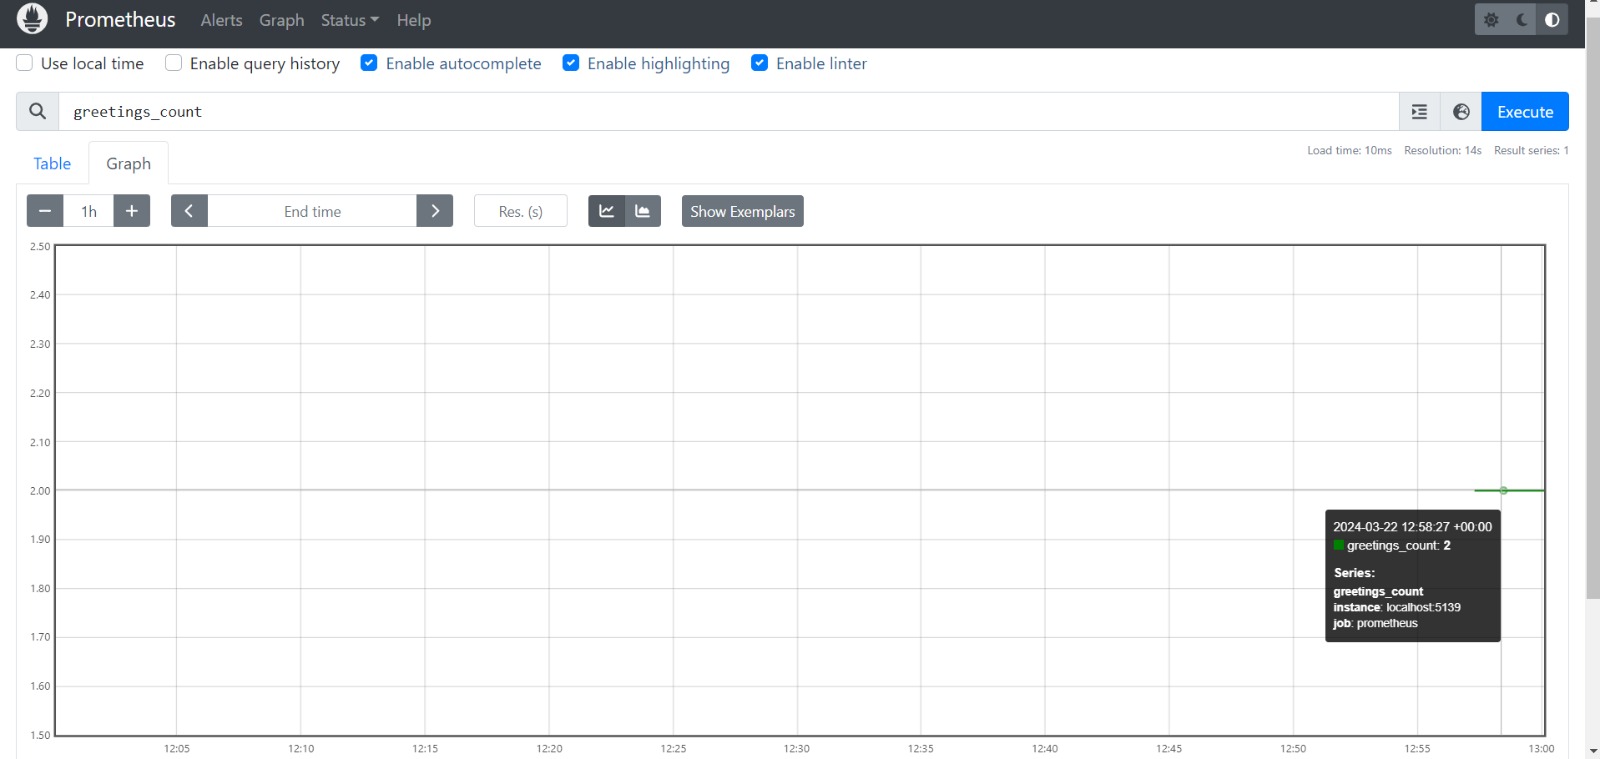 Prometheus Alerts Graph Status Help
Use local time Enable query history Enable autocomplete Enable highlighting Enable linter
greetings_count Execute
Table Graph
Load time: 10ms Resolution: 14s Result series: 1
1h End time Res. (s) Show Exemplars
2.50
2.40
2.30
2.20
2.10
2.00
1.90
1.80
1.70
1.60
1.50
2024-03-22 12:58:27 +00:00
greetings_count: 2
Series:
greetings_count
instance: localhost:5139
job: prometheus
12:05 12:10 12:15 12:20 12:25 12:30 12:35 12:40 12:45 12:50 12:55 13:00